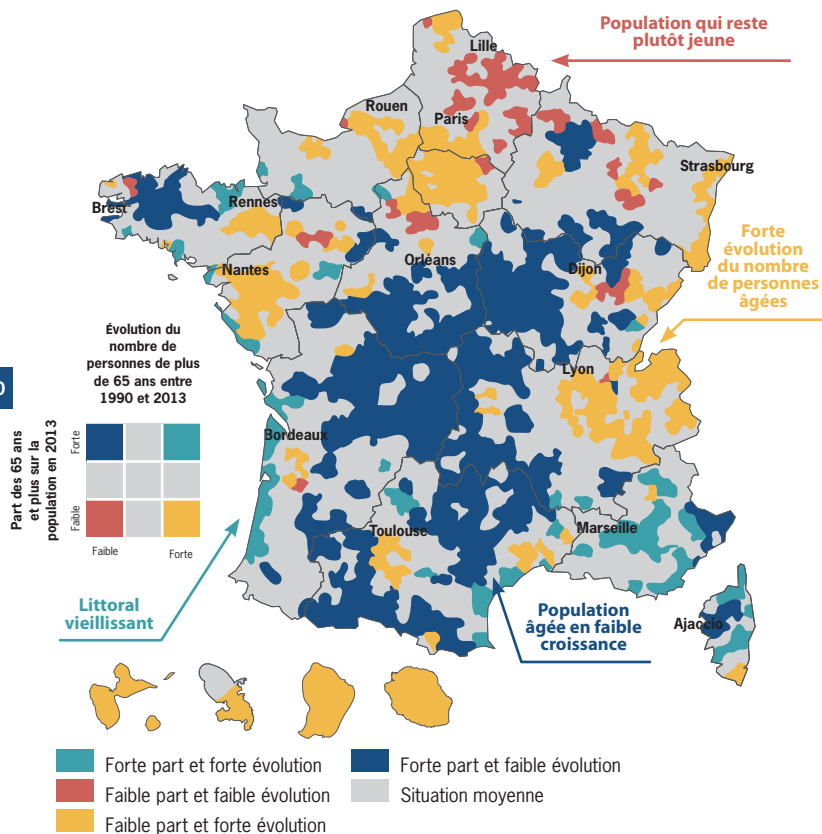 Population qui reste
plutôt jeune
Lille
Rouen
Paris
Strasbourg
Brest
Rennes
Forte
évolution
du nombre
de personnes
âgées
Nantes
Orléans
Dijon
Évolution du
nombre de
personnes de plus
de 65 ans entre
1990 et 2013
0
Lyon
Part des 65 ans
et plus sur la
population en 2013
Forte
Faible
Faible
Forte
Bordeaux
Toulouse
Marseille
Littoral
vieillissant
Population
âgée en faible
croissance
Ajaccio
Forte part et forte évolution
Faible part et faible évolution
Faible part et forte évolution
Forte part et faible évolution
Situation moyenne